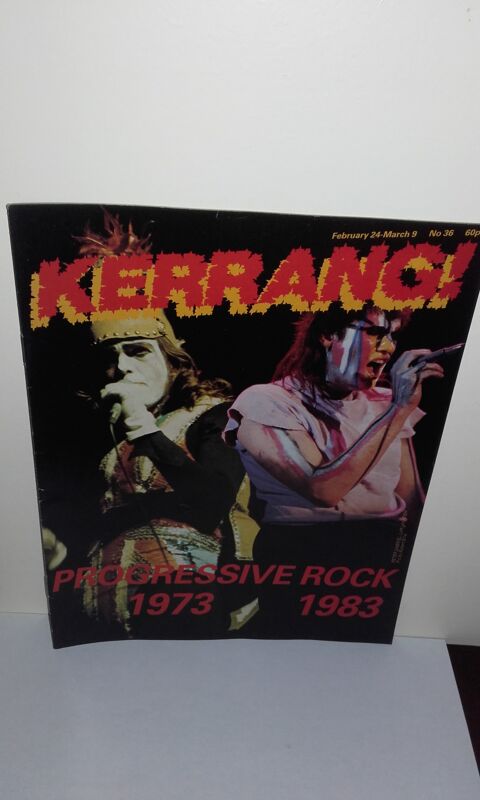 February 24-March 9 No 36 60p
KERRANG!
PROGRESSIVE ROCK
1973 1983